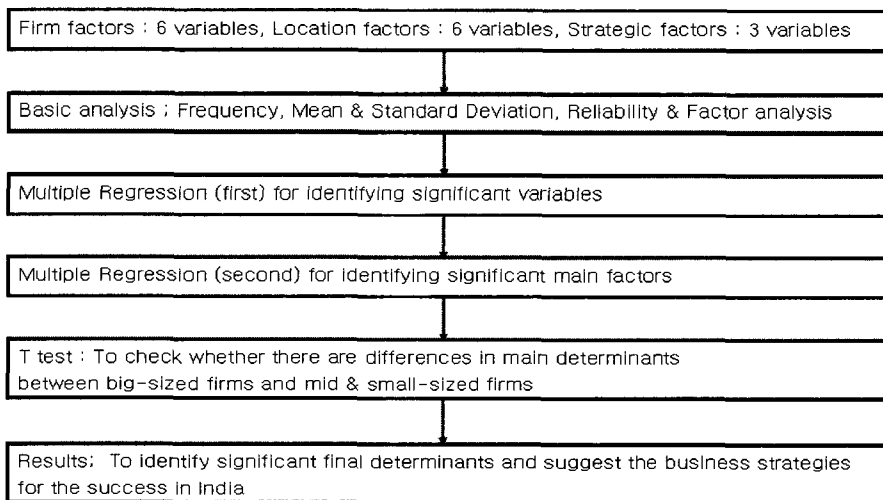 Firm factors : 6 variables, Location factors : 6 variables, Strategic factors : 3 variables
Basic analysis ; Frequency, Mean & Standard Deviation, Reliability & Factor analysis
Multiple Regression (first) for identifying significant variables
Multiple Regression (second) for identifying significant main factors
T test : To check whether there are differences in main determinants
between big-sized firms and mid & small-sized firms
Results; To identify significant final determinants and suggest the business strategies
for the success in India